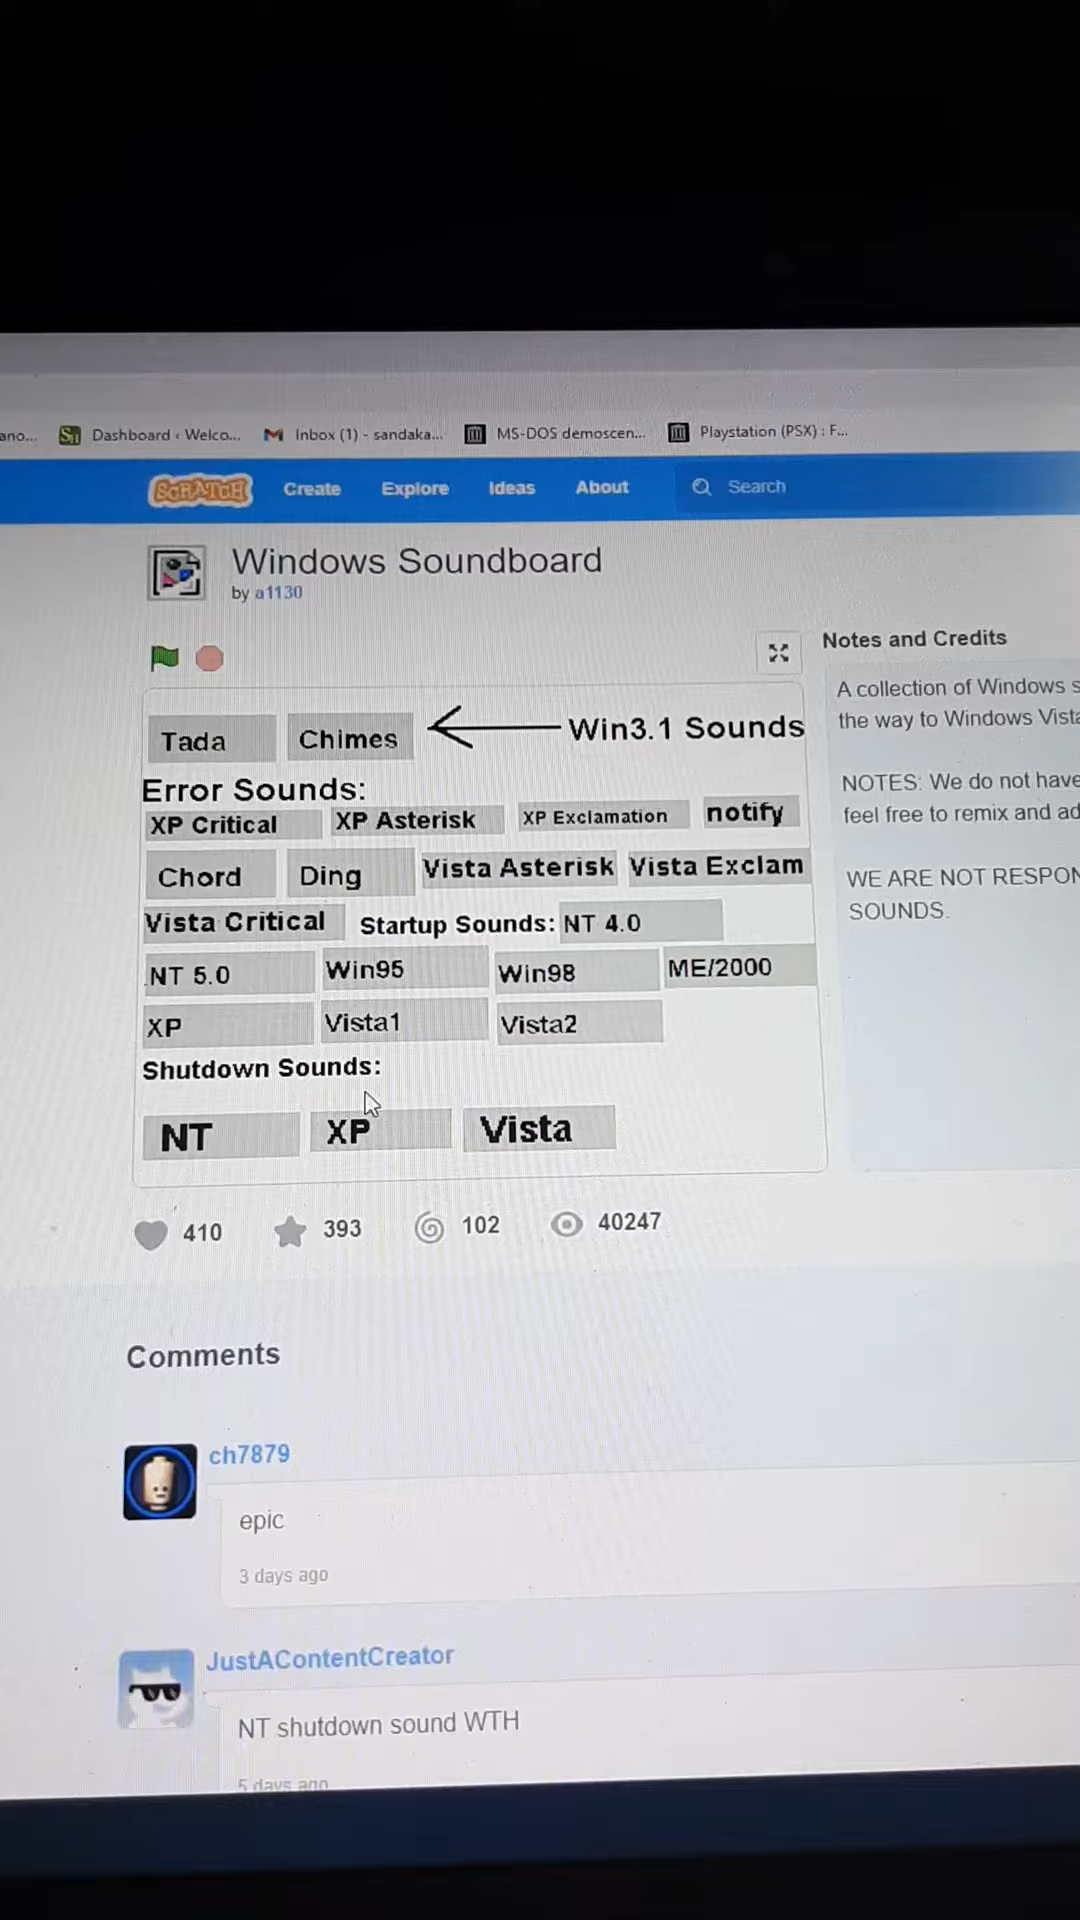 ano...
Dashboard ‹ Welco...
Inbox (1) - sandaka...
MS-DOS demoscen...
Playstation (PSX) : F...
SCRATCH
Create
Explore
Ideas
About
Search
Windows Soundboard
by a1130
Notes and Credits
A collection of Windows s
the way to Windows Vista
NOTES: We do not have
feel free to remix and ad
WE ARE NOT RESPON
SOUNDS.
Tada
Chimes
Win3.1 Sounds
Error Sounds:
XP Critical
XP Asterisk
XP Exclamation
notify
Chord
Ding
Vista Asterisk
Vista Exclam
Vista Critical
Startup Sounds:
NT 4.0
NT 5.0
Win95
Win98
ME/2000
XP
Vista1
Vista2
Shutdown Sounds:
NT
XP
Vista
410
393
102
40247
Comments
ch7879
epic
3 days ago
JustAContentCreator
NT shutdown sound WTH
5 days ago